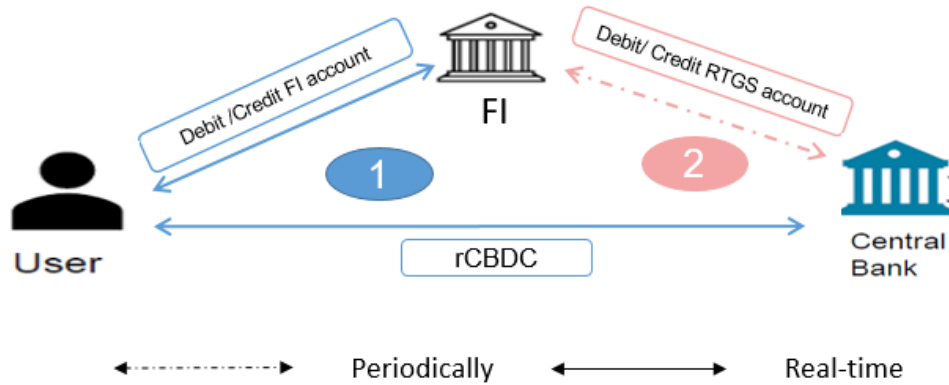 Debit /Credit FI account
Debit/ Credit RTGS account
FI
1
2
User
rCBDC
Central
Bank
Periodically
Real-time